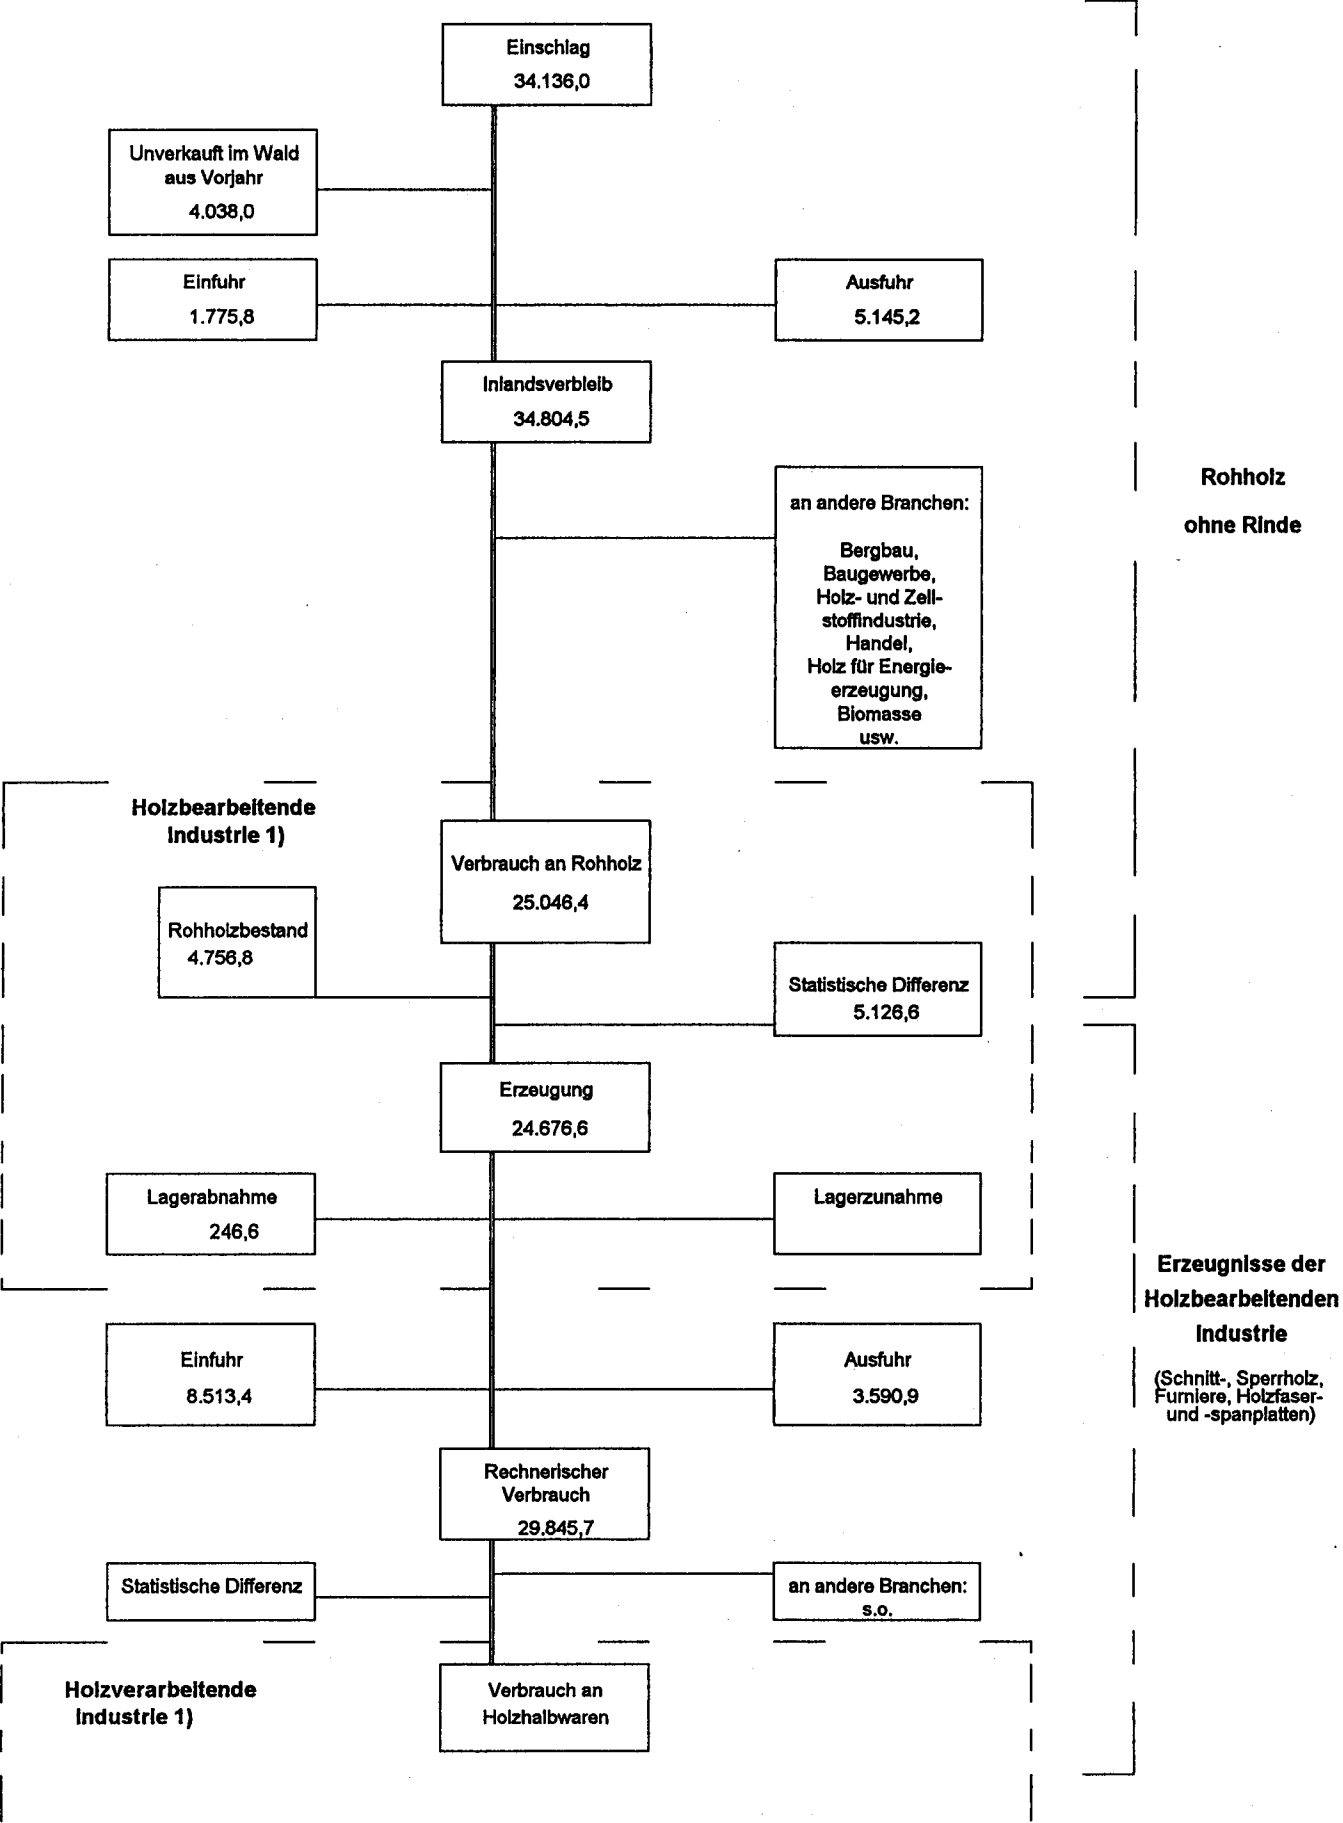 Einschlag
34.136,0
Unverkauft im Wald
aus Vorjahr
4.038,0
Einfuhr
1.775,8
Ausfuhr
5.145,2
Inlandsverbleib
34.804,5
an andere Branchen:
Bergbau,
Baugewerbe,
Holz- und Zell-
stoffindustrie,
Handel,
Holz für Energie-
erzeugung,
Biomasse
usw.
Rohholz
ohne Rinde
Holzbearbeitende
Industrie 1)
Verbrauch an Rohholz
25.046,4
Rohholzbestand
4.756,8
Statistische Differenz
5.126,6
Erzeugung
24.676,6
Lagerabnahme
246,6
Lagerzunahme
Erzeugnisse der
Holzbearbeitenden
Industrie
(Schnitt-, Sperrholz,
Furniere, Holzfaser-
und -spanplatten)
Einfuhr
8.513,4
Ausfuhr
3.590,9
Rechnerischer
Verbrauch
29.845,7
Statistische Differenz
an andere Branchen:
s.o.
Holzverarbeitende
Industrie 1)
Verbrauch an
Holzhalbwaren